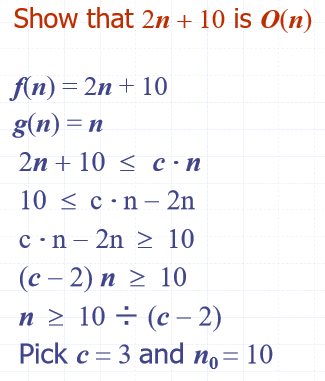 Show that 2n + 10 is O(n)
f(n) = 2n + 10
g(n) = n
2n + 10 ≤ c · n
10 ≤ c · n – 2n
c · n – 2n ≥ 10
(c – 2) n ≥ 10
n ≥ 10 ÷ (c – 2)
Pick c = 3 and n₀ = 10